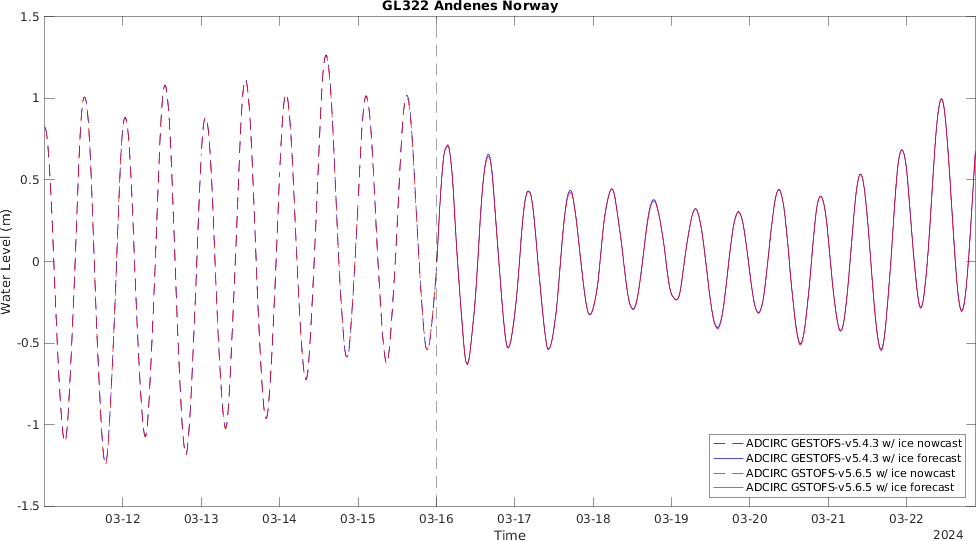 GL322 Andenes Norway
1.5
1
0.5
0
-0.5
-1
-1.5
Water Level (m)
ADCIRC GESTOFS-v5.4.3 w/ ice nowcast
ADCIRC GESTOFS-v5.4.3 w/ ice forecast
ADCIRC GSTOFS-v5.6.5 w/ ice nowcast
ADCIRC GSTOFS-v5.6.5 w/ ice forecast
03-12 03-13 03-14 03-15 03-16 03-17 03-18 03-19 03-20 03-21 03-22
Time
2024